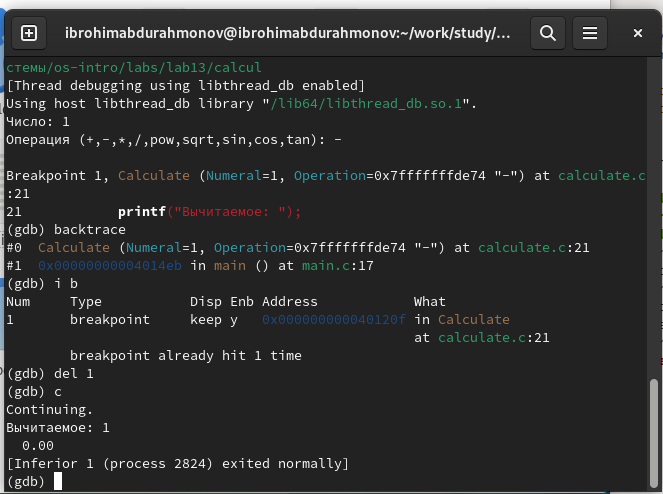 ibrohimabdurahmonov@ibrohimabdurahmonov:~/work/study/...
стемы/os-intro/labs/lab13/calcul
[Thread debugging using libthread_db enabled]
Using host libthread_db library "/lib64/libthread_db.so.1".
Число: 1
Операция (+,-,*,/,pow,sqrt,sin,cos,tan): -
Breakpoint 1, Calculate (Numeral=1, Operation=0x7fffffffde74 "-") at calculate.c
:21
21 printf("Вычитаемое: ");
(gdb) backtrace
#0 Calculate (Numeral=1, Operation=0x7fffffffde74 "-") at calculate.c:21
#1 0x00000000004014eb in main () at main.c:17
(gdb) i b
Num Type Disp Enb Address What
1 breakpoint keep y 0x000000000040120f in Calculate
at calculate.c:21
breakpoint already hit 1 time
(gdb) del 1
(gdb) c
Continuing.
Вычитаемое: 1
0.00
[Inferior 1 (process 2824) exited normally]
(gdb)